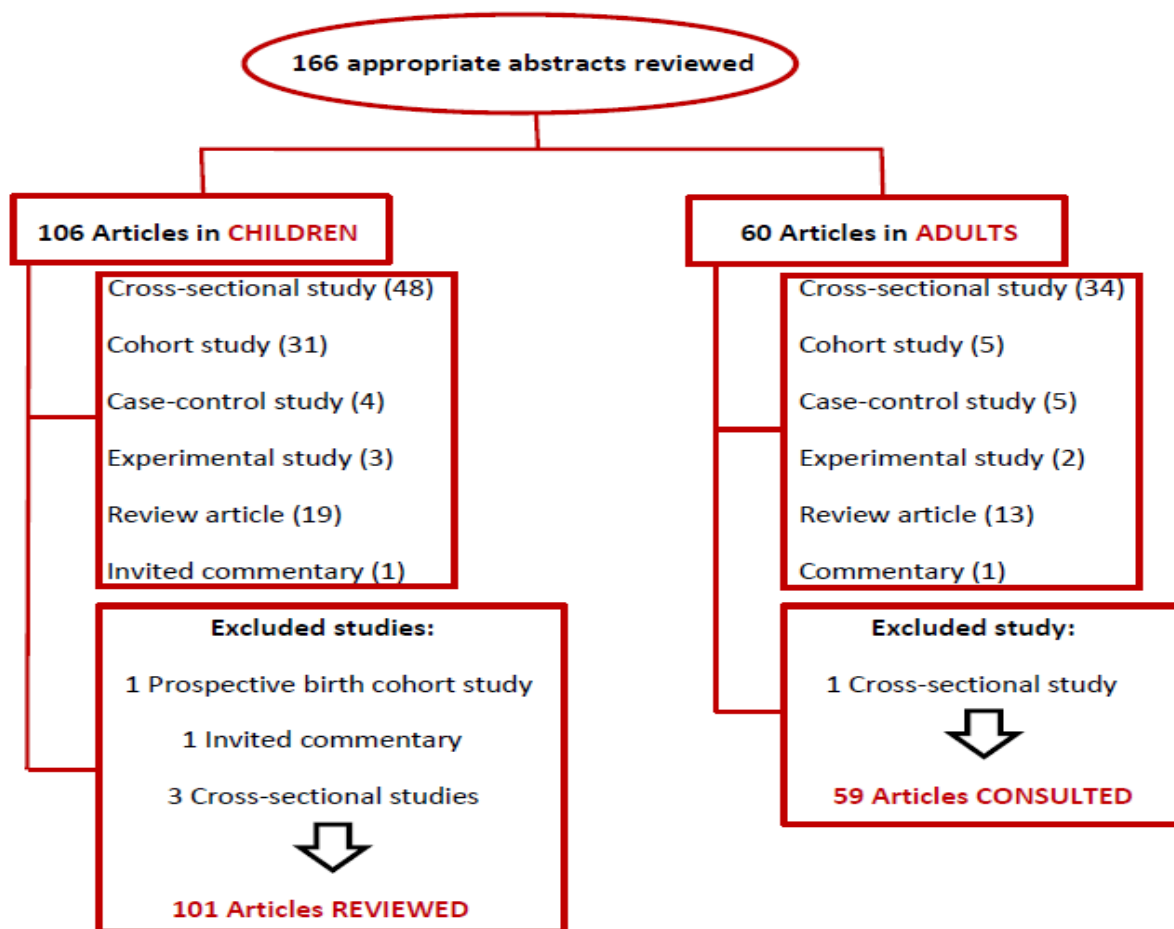 166 appropriate abstracts reviewed
106 Articles in CHILDREN
Cross-sectional study (48)
Cohort study (31)
Case-control study (4)
Experimental study (3)
Review article (19)
Invited commentary (1)
Excluded studies:
1 Prospective birth cohort study
1 Invited commentary
3 Cross-sectional studies
101 Articles REVIEWED
60 Articles in ADULTS
Cross-sectional study (34)
Cohort study (5)
Case-control study (5)
Experimental study (2)
Review article (13)
Commentary (1)
Excluded study:
1 Cross-sectional study
59 Articles CONSULTED